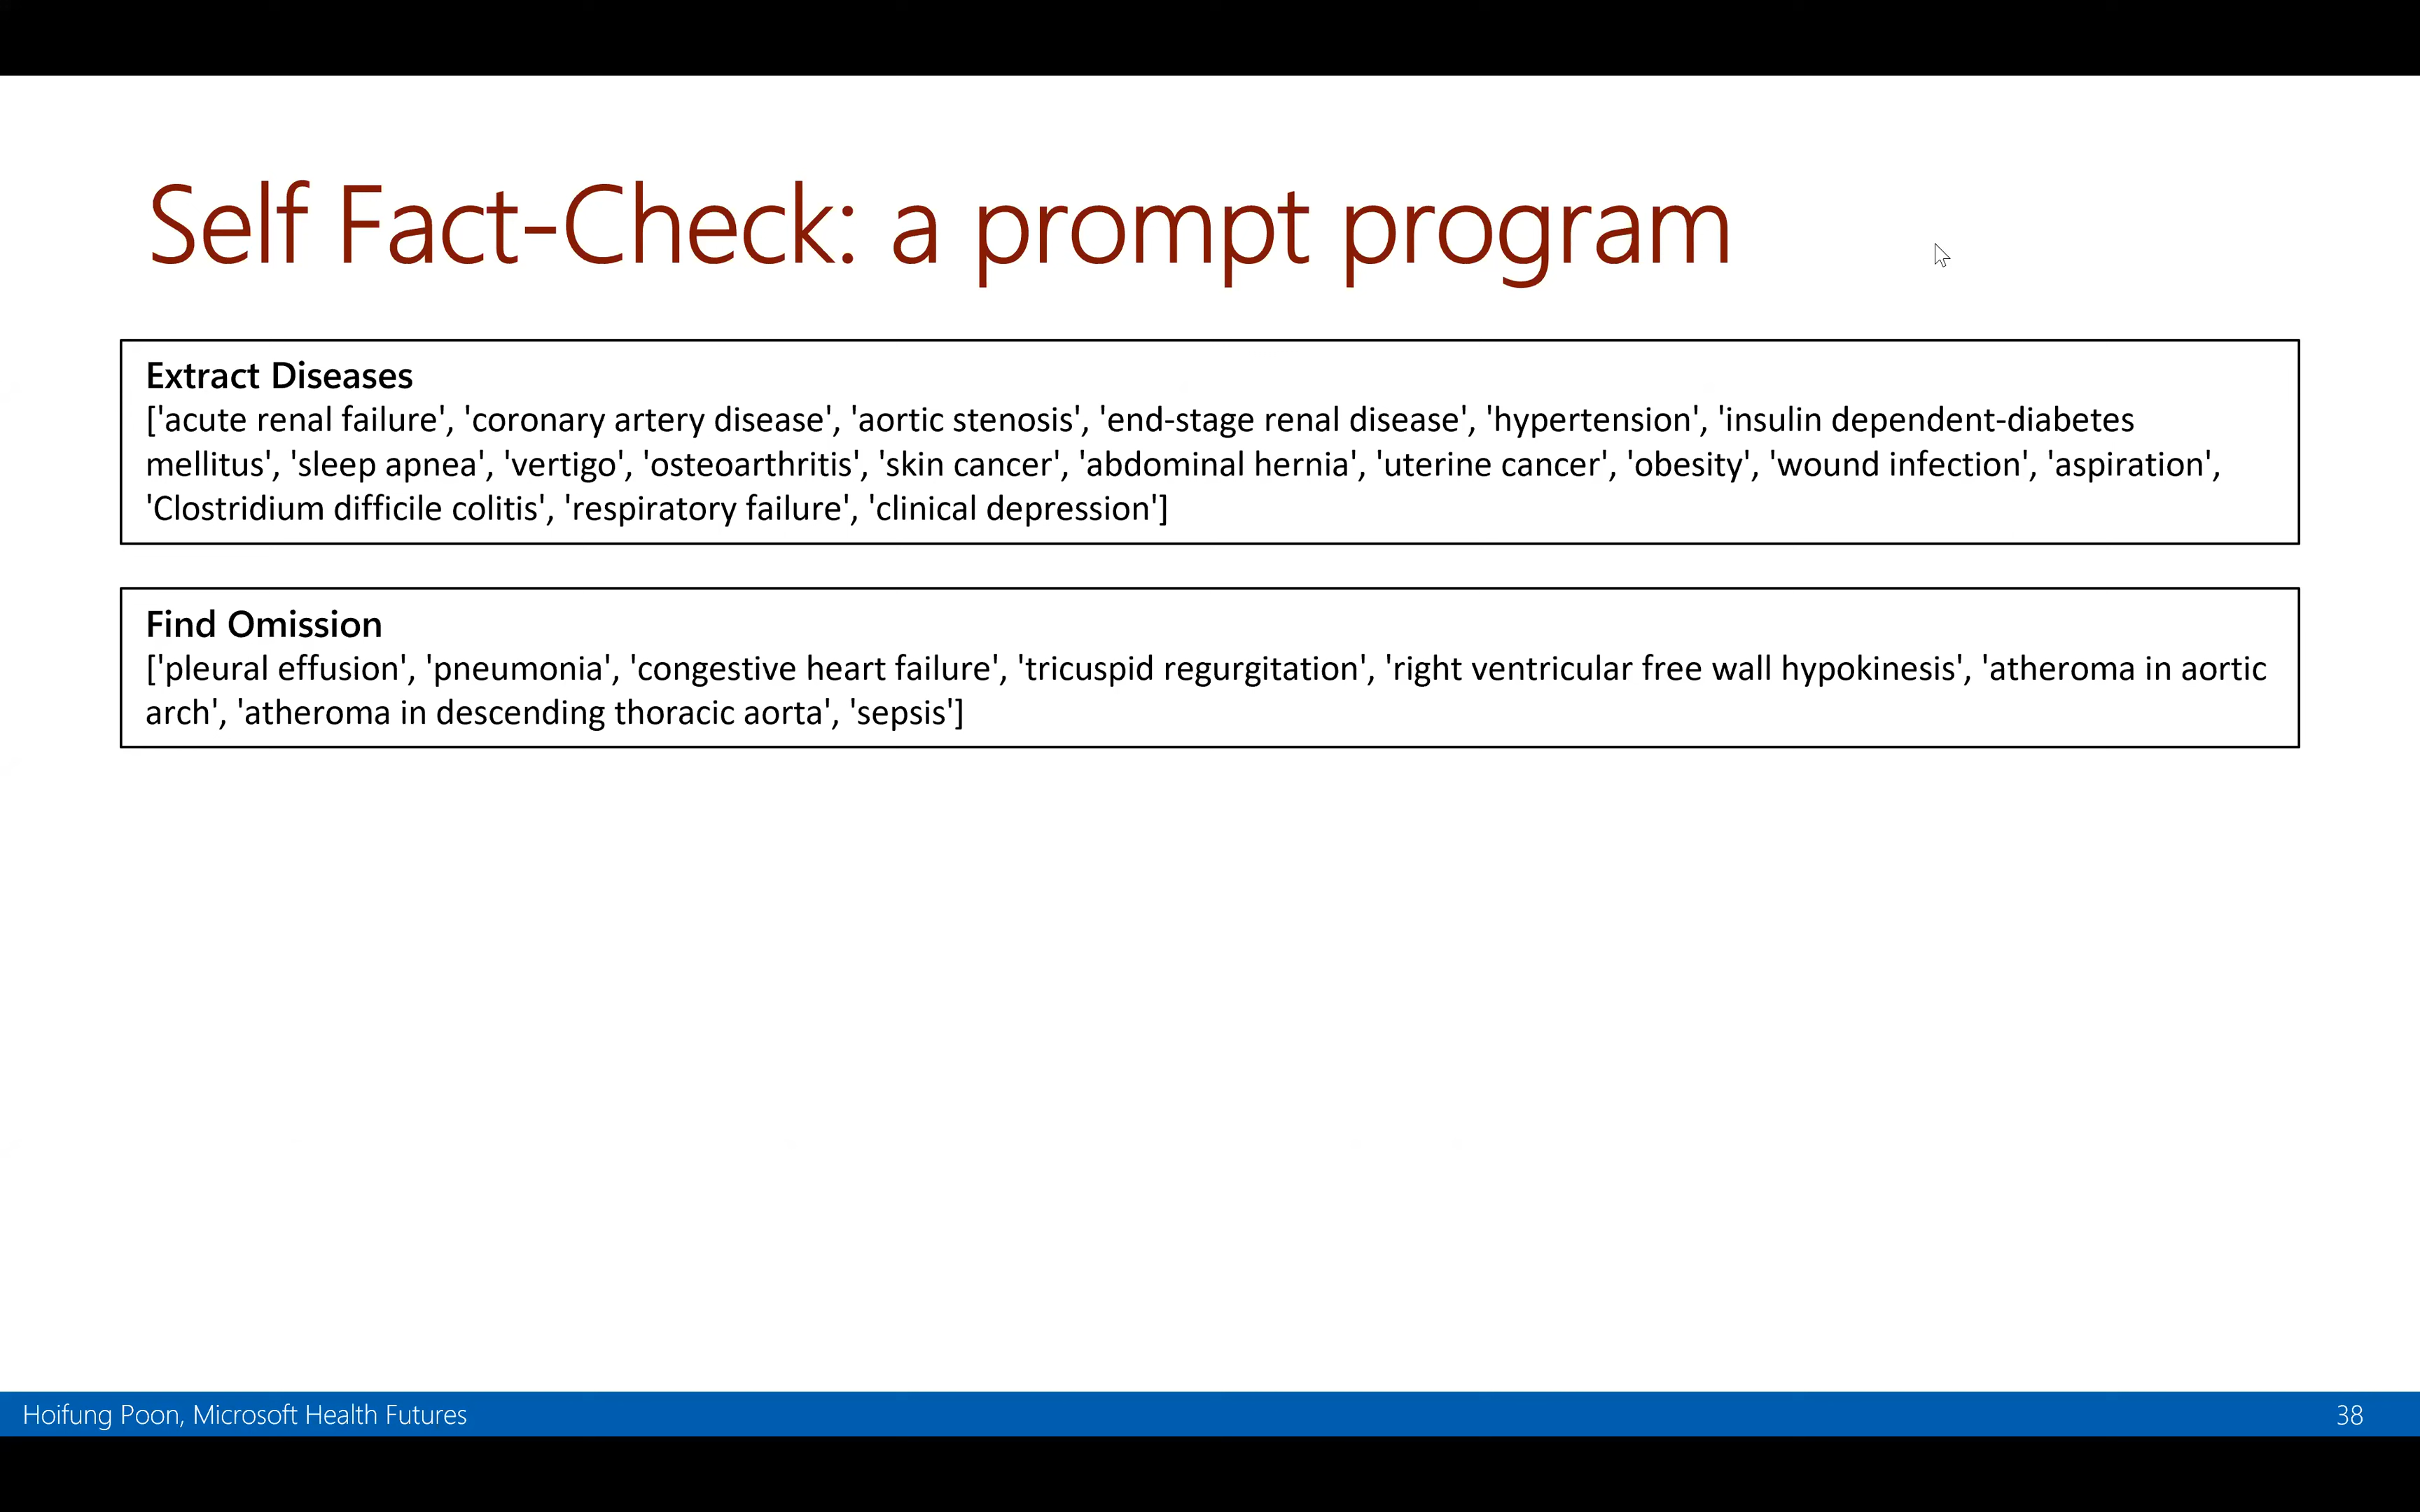 Self Fact-Check: a prompt program
Extract Diseases
['acute renal failure', 'coronary artery disease', 'aortic stenosis', 'end-stage renal disease', 'hypertension', 'insulin dependent-diabetes
mellitus', 'sleep apnea', 'vertigo', 'osteoarthritis', 'skin cancer', 'abdominal hernia', 'uterine cancer', 'obesity', 'wound infection', 'aspiration',
'Clostridium difficile colitis', 'respiratory failure', 'clinical depression']
Find Omission
['pleural effusion', 'pneumonia', 'congestive heart failure', 'tricuspid regurgitation', 'right ventricular free wall hypokinesis', 'atheroma in aortic
arch', 'atheroma in descending thoracic aorta', 'sepsis']
Hoifung Poon, Microsoft Health Futures
38